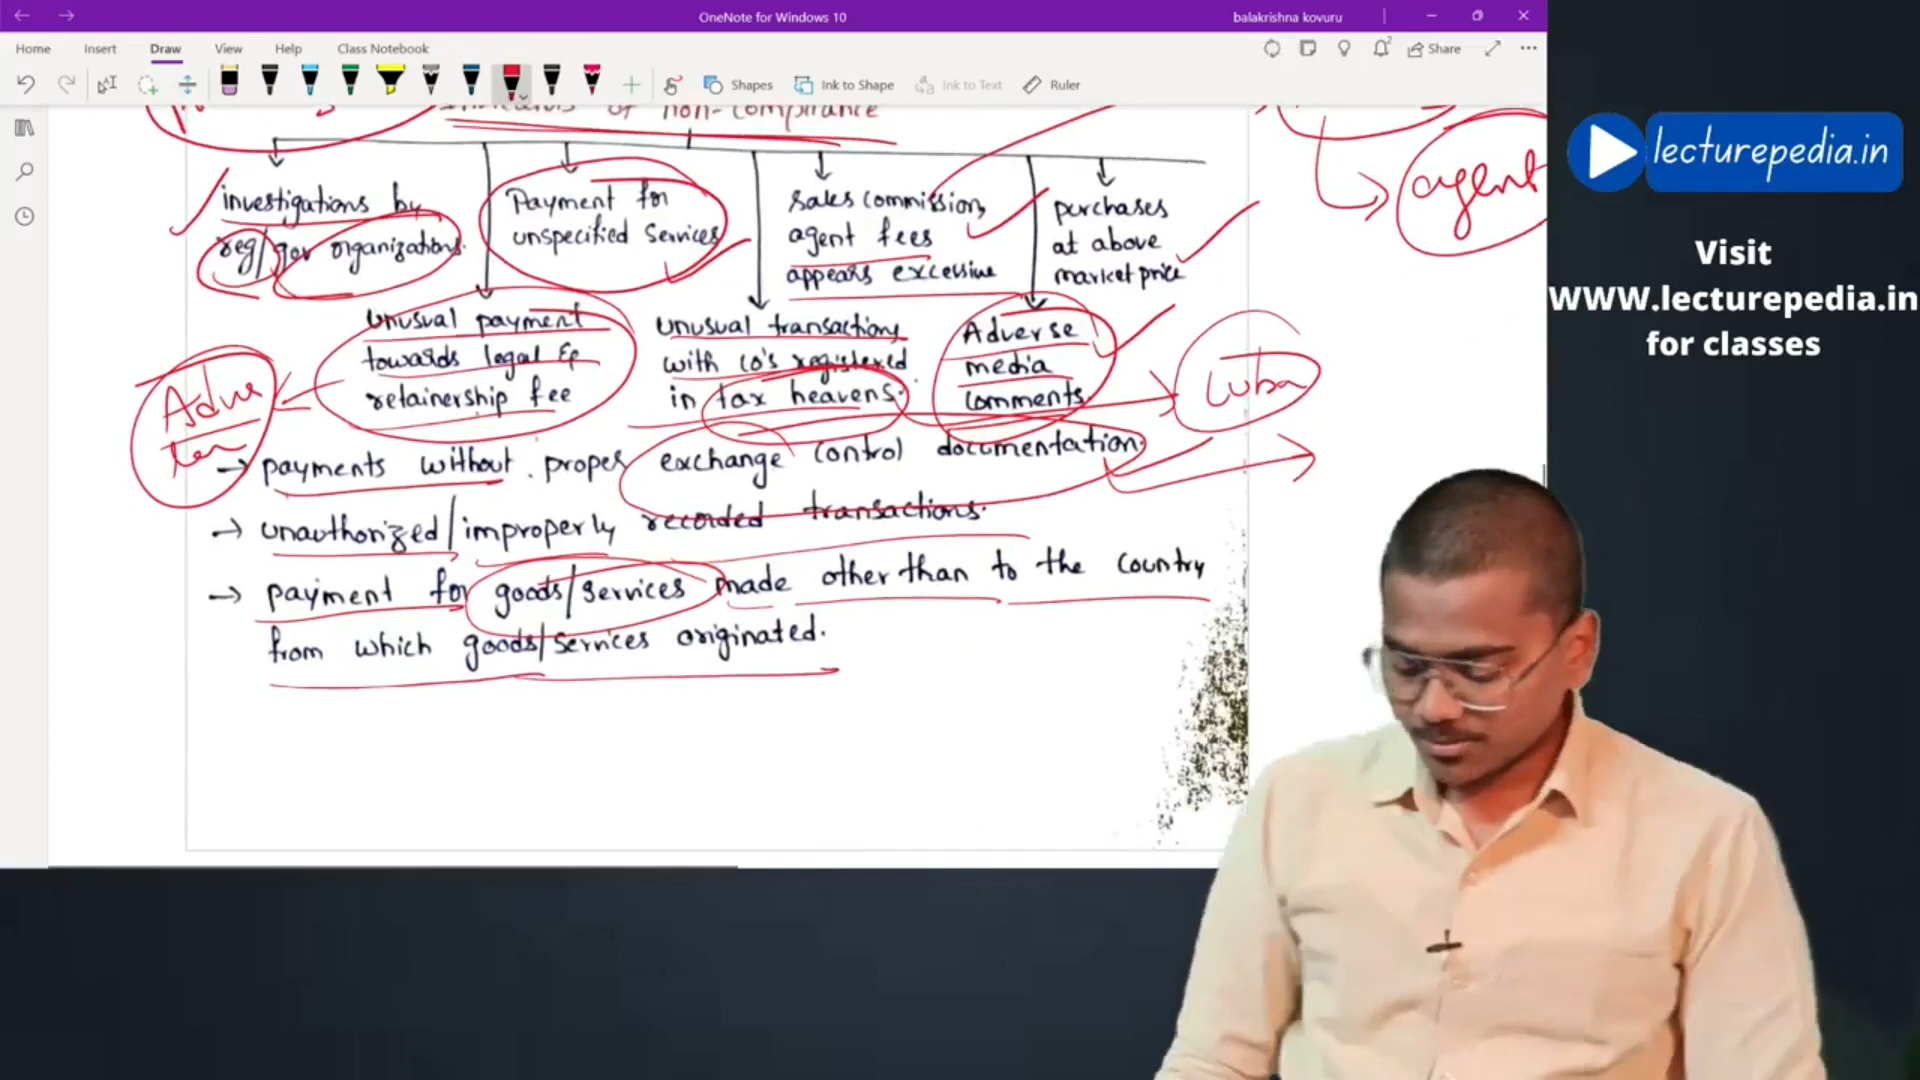 OneNote for Windows 10
balakrishna kovuru
Home Insert Draw View Help Class Notebook
Share
Shapes Ink to Shape Ink to Text Ruler
of non-compliance
investigations by
reg/gov organizations.
Payment for
unspecified services
sales commission,
agent fees
appears excessive
purchases
at above
market price
agent
unusual payment
towards legal &
retainership fee
unusual transactions
with co's registered
in tax heavens.
Adverse
media
comments.
Cuba
→ payments without proper exchange control documentation.
→ unauthorized/improperly recorded transactions.
→ payment for goods/services made other than to the country
from which goods/services originated.
lecturepedia.in
Visit
WWW.lecturepedia.in
for classes